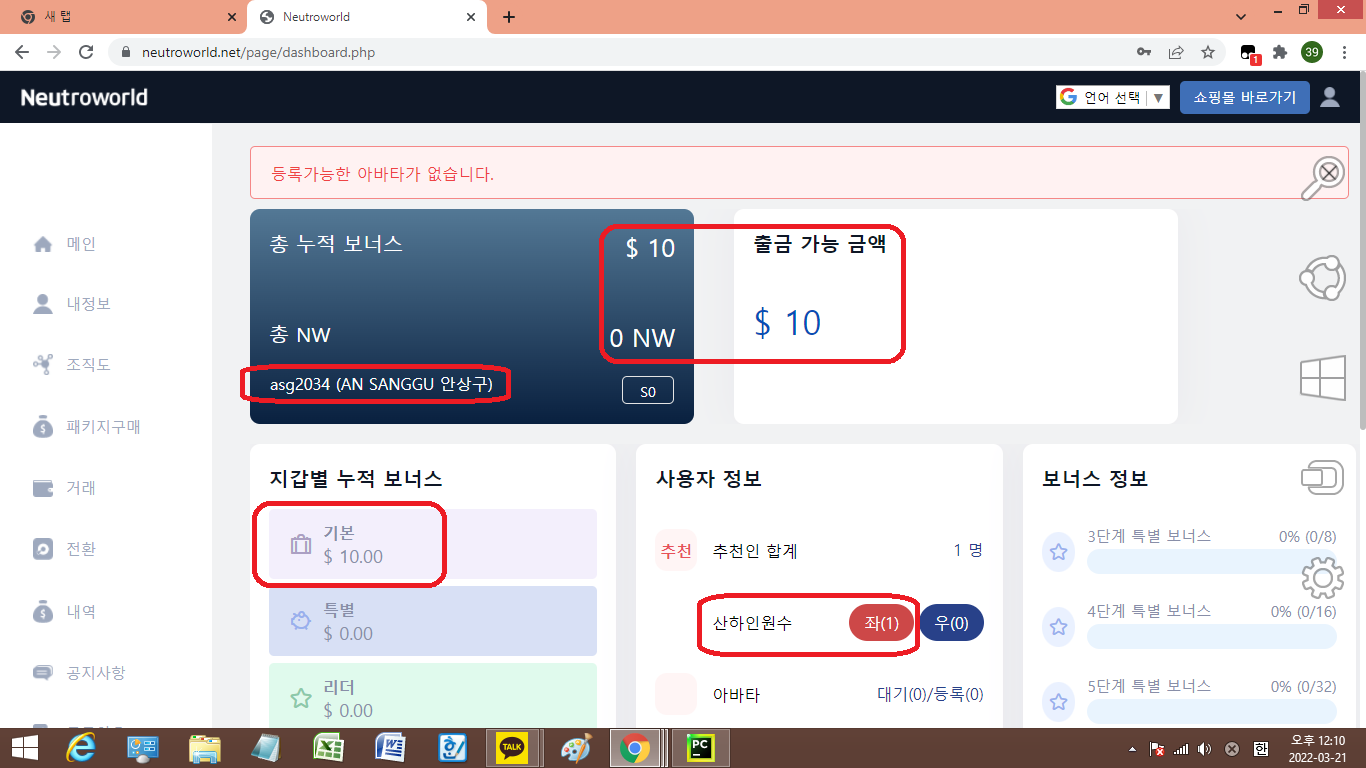 새 탭
Neutroworld
neutroworld.net/page/dashboard.php
1
39
Neutroworld
언어 선택
쇼핑몰 바로가기
등록가능한 아바타가 없습니다.
총 누적 보너스
$ 10
총 NW
0 NW
asg2034 (AN SANGGU 안상구)
S0
출금 가능 금액
$ 10
메인
내정보
조직도
패키지구매
거래
전환
내역
공지사항
지갑별 누적 보너스
기본
$ 10.00
특별
$ 0.00
리더
$ 0.00
사용자 정보
추천 추천인 합계 1 명
산하인원수 좌(1) 우(0)
아바타 대기(0)/등록(0)
보너스 정보
3단계 특별 보너스 0% (0/8)
4단계 특별 보너스 0% (0/16)
5단계 특별 보너스 0% (0/32)
TALK
PC
한
오후 12:10
2022-03-21